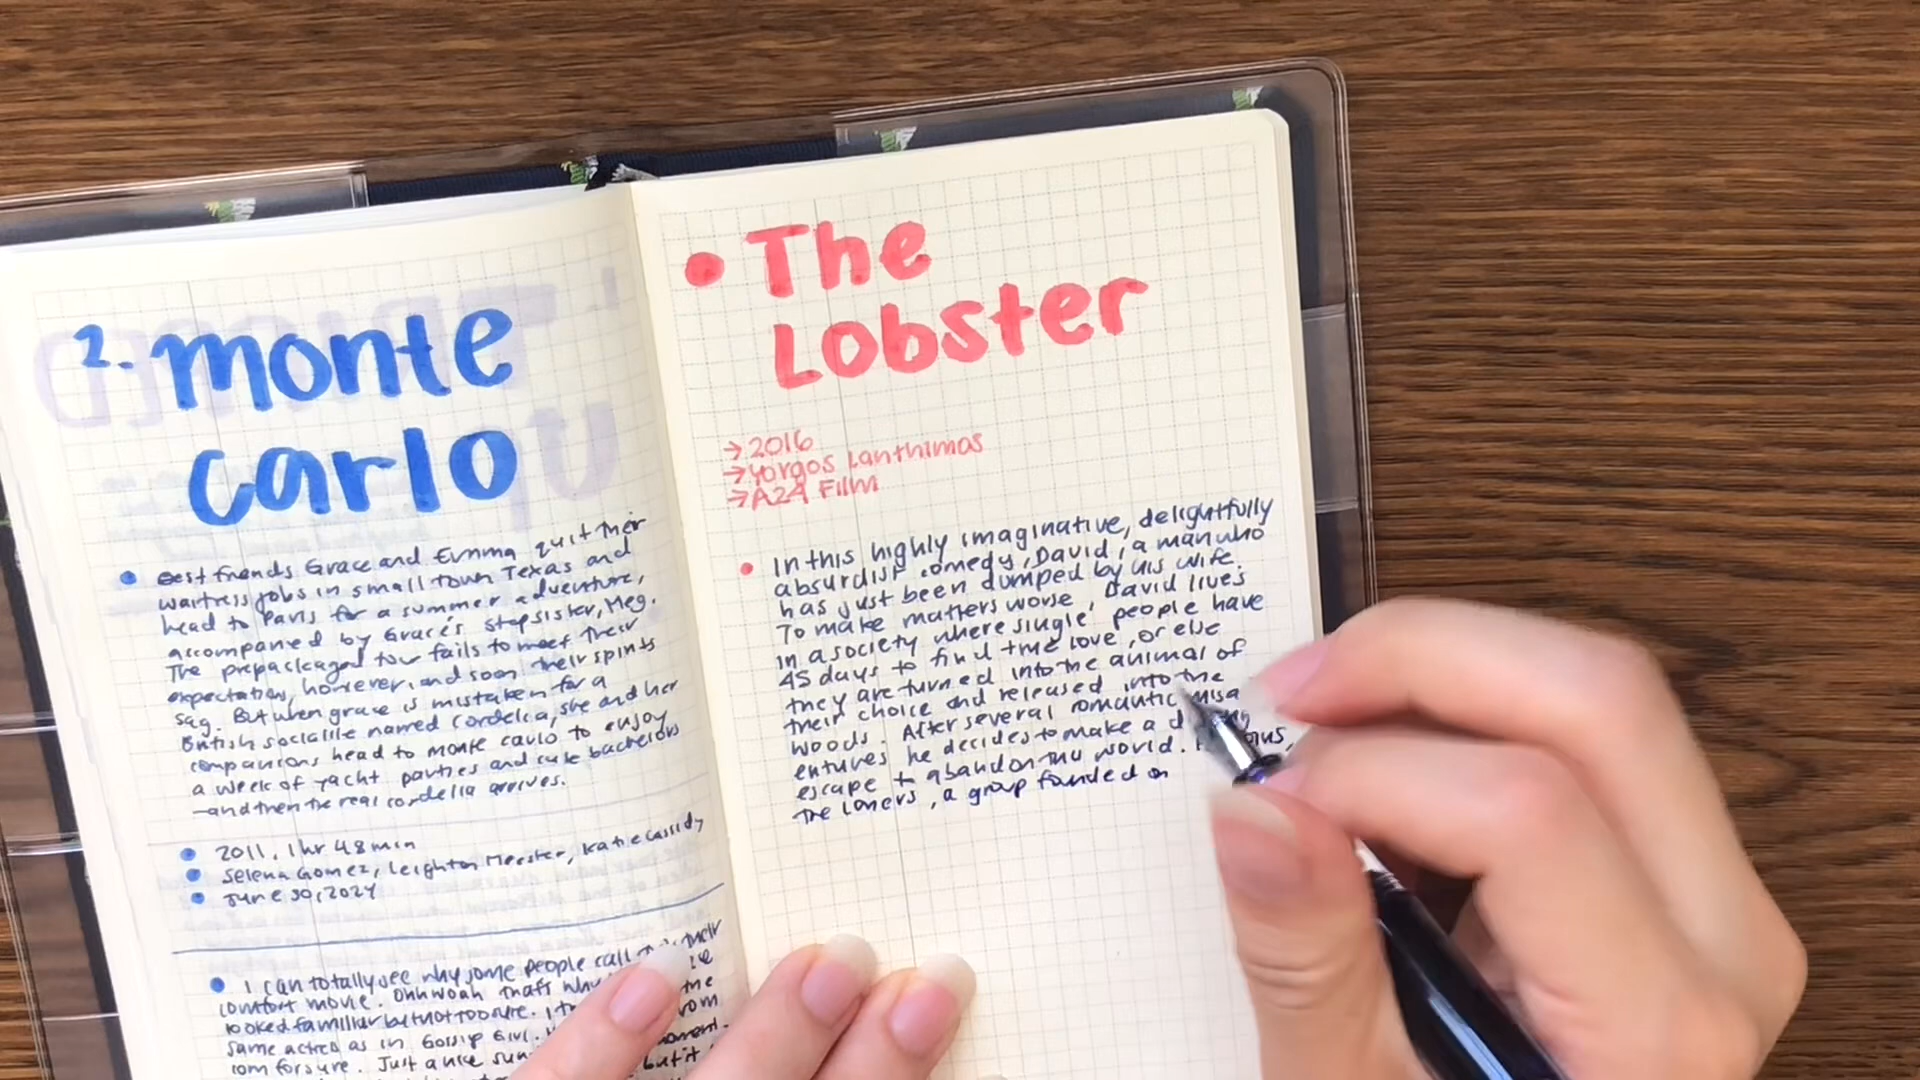 2. monte
carlo
Best friends Grace and Emma quit their
waitress jobs in small town Texas and
head to Paris for a summer adventure,
accompanied by Grace's stepsister, Meg.
The prepackaged tour fails to meet their
expectations, however, and soon their spirits
sag. But when grace is mistaken for a
British socialite named Cordelia, she and her
companions head to monte carlo to enjoy
a week of yacht parties and cute bachelors
—and then the real cordelia arrives.
2011, 1hr 48 min
Selena Gomez, Leighton Meester, Katie Cassidy
June 30, 2024
I can totally see why some people call their
comfort movie. Ohh woah that's why
looked familiar but not too sure.
same actress as in Gossip Girl.
rom for sure. Just a nice but it
The
Lobster
→ 2016
→ Yorgos Lanthimos
→ A24 Film
In this highly imaginative, delightfully
absurdist comedy, David, a man who
has just been dumped by his wife.
To make matters worse, David lives
in a society where single people have
45 days to find true love, or else
they are turned into the animal of
their choice and released into the
woods. After several romantic misa
entures he decides to make a
escape to abandon this world.
The Loners, a group founded on